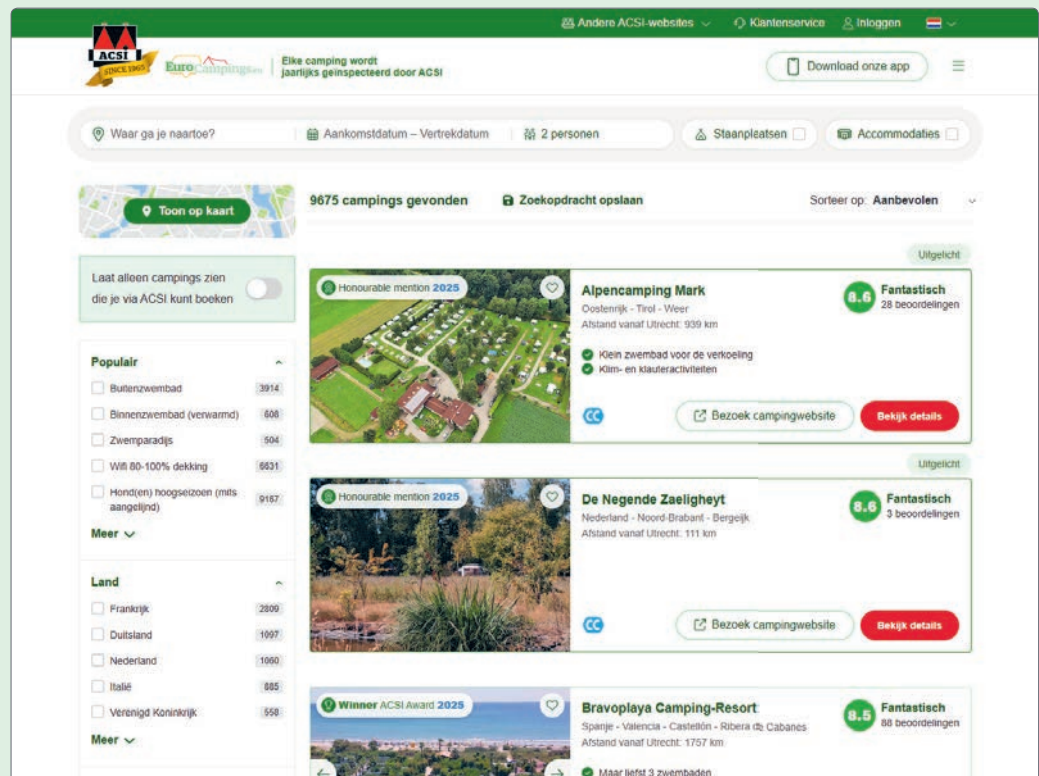 Andere ACSI-websites
Klantenservice
Inloggen
ACSI
SINCE 1965
EuroCampings.eu
Elke camping wordt
jaarlijks geïnspecteerd door ACSI
Download onze app
Waar ga je naartoe?
Aankomstdatum – Vertrekdatum
2 personen
Staanplaatsen
Accommodaties
Toon op kaart
9675 campings gevonden
Zoekopdracht opslaan
Sorteer op: Aanbevolen
Laat alleen campings zien
die je via ACSI kunt boeken
Populair
Buitenzwembad 3914
Binnenzwembad (verwarmd) 608
Zwemparadijs 504
Wifi 80-100% dekking 6631
Hond(en) hoogseizoen (mits
aangelijnd) 9167
Meer
Land
Frankrijk 2809
Duitsland 1097
Nederland 1060
Italië 885
Verenigd Koninkrijk 558
Meer
Uitgelicht
Honourable mention 2025
Alpencamping Mark
Oostenrijk - Tirol - Weer
Afstand vanaf Utrecht: 939 km
8.6
Fantastisch
28 beoordelingen
Klein zwembad voor de verkoeling
Klim- en klauteractiviteiten
CC
Bezoek campingwebsite
Bekijk details
Uitgelicht
Honourable mention 2025
De Negende Zaeligheyt
Nederland - Noord-Brabant - Bergeijk
Afstand vanaf Utrecht: 111 km
8.6
Fantastisch
3 beoordelingen
CC
Bezoek campingwebsite
Bekijk details
Winner ACSI Award 2025
Bravoplaya Camping-Resort
Spanje - Valencia - Castellón - Ribera de Cabanes
Afstand vanaf Utrecht: 1757 km
8.5
Fantastisch
88 beoordelingen
Maar liefst 3 zwembaden